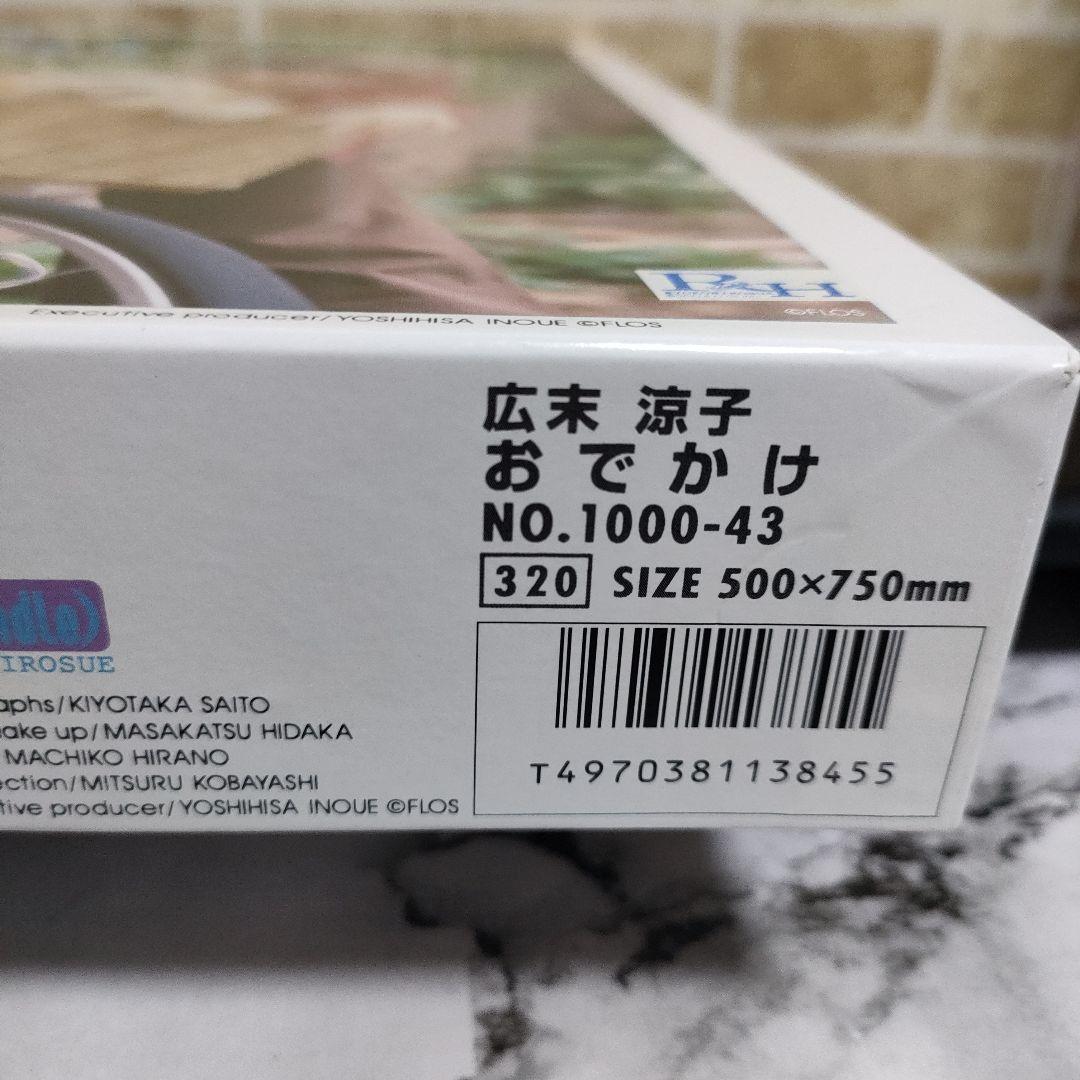 R&H
©FLOS
Executive producer/YOSHIHISA INOUE ©FLOS
広末 涼子
おでかけ
NO.1000-43
320 SIZE 500×750mm
T4970381138455
IROSUE
aphs/KIYOTAKA SAITO
ake up/MASAKATSU HIDAKA
MACHIKO HIRANO
ection/MITSURU KOBAYASHI
tive producer/YOSHIHISA INOUE ©FLOS